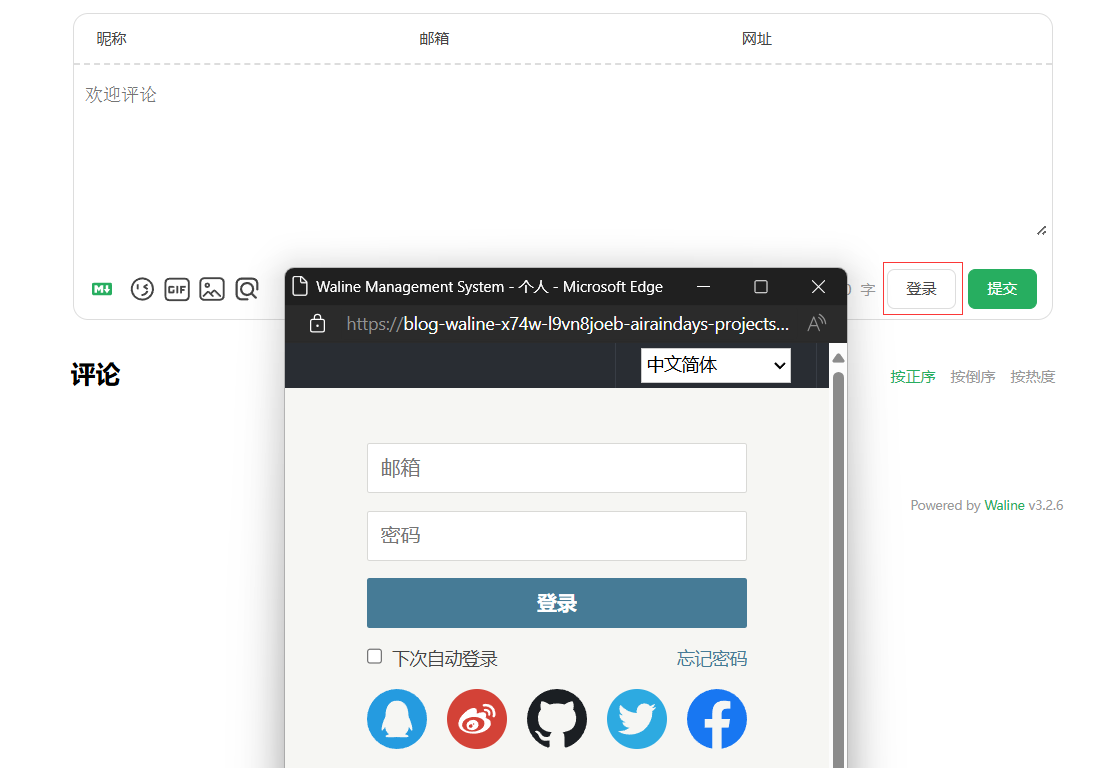 昵称 邮箱 网址
欢迎评论
M GIF 字 登录 提交
Waline Management System - 个人 - Microsoft Edge
https://blog-waline-x74w-l9vn8joeb-airaindays-projects...
中文简体
评论 按正序 按倒序 按热度
邮箱
Powered by Waline v3.2.6
密码
登录
下次自动登录 忘记密码